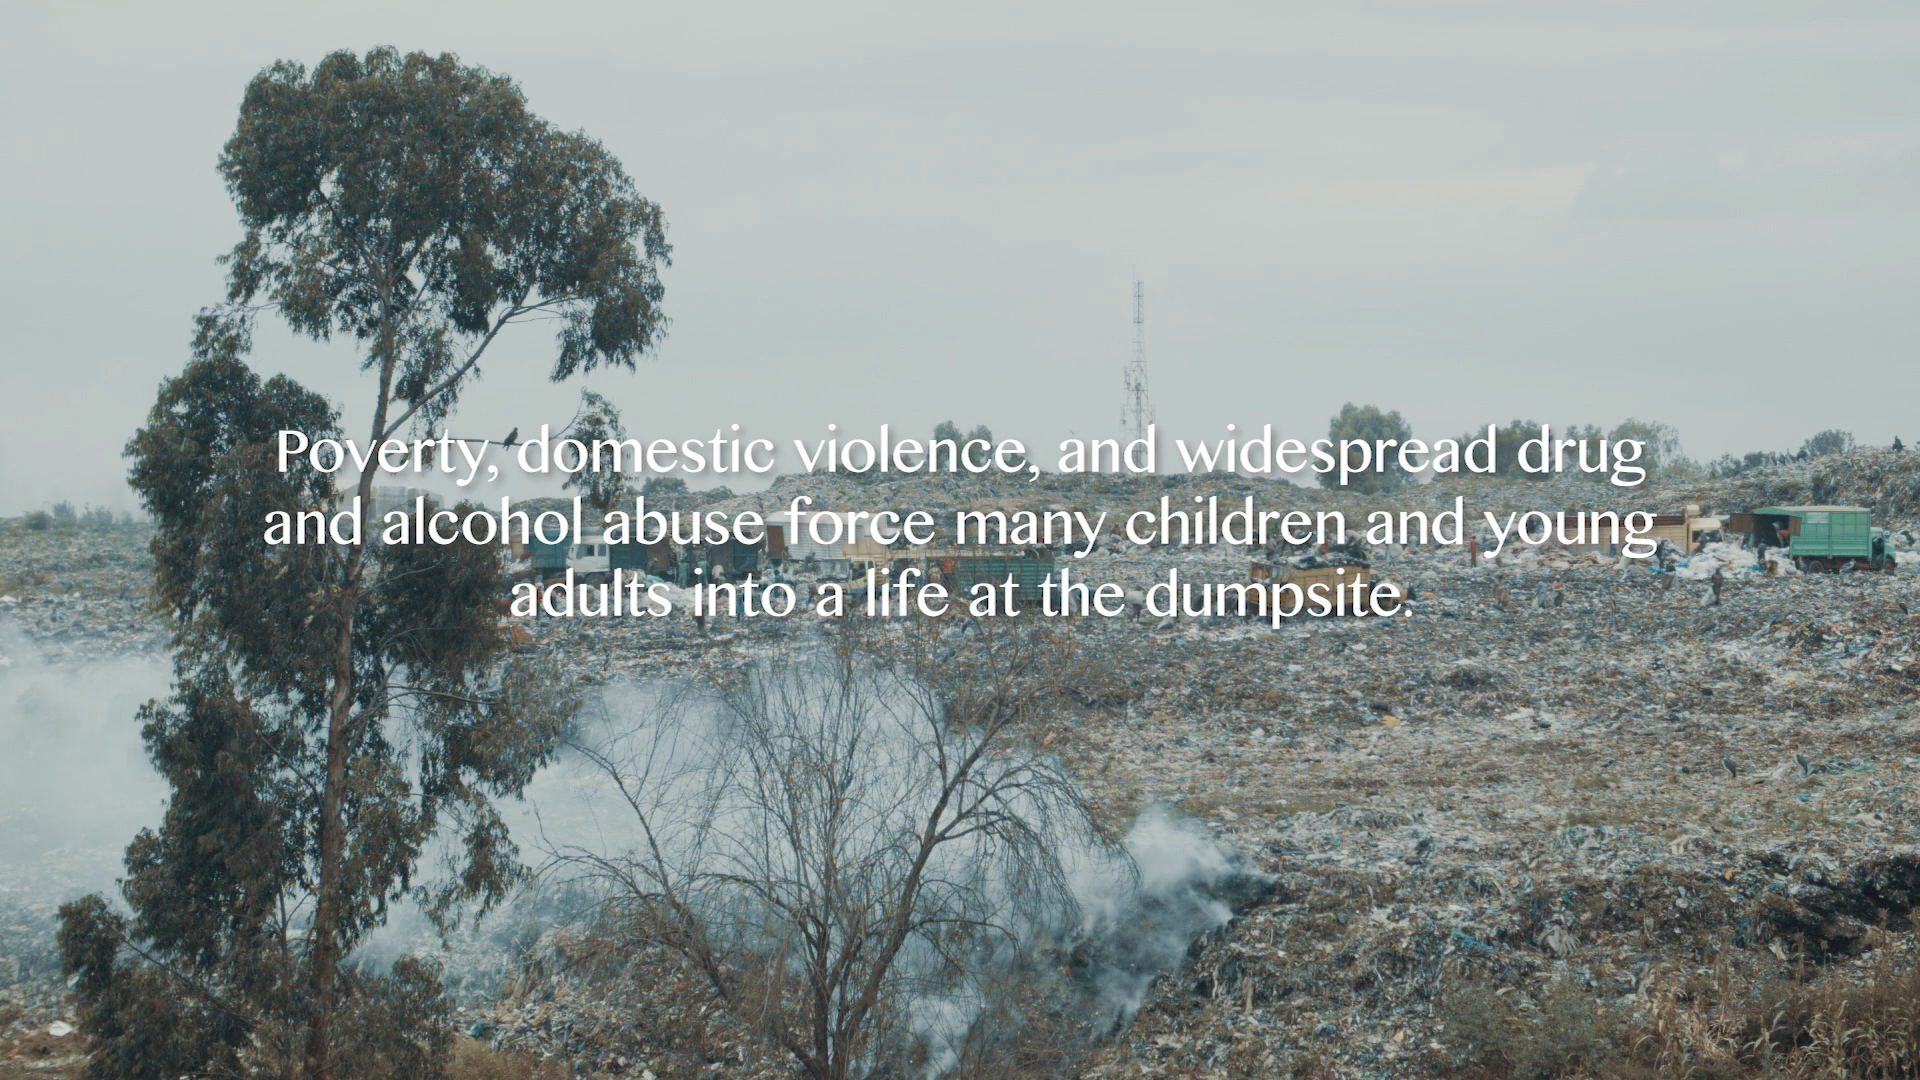 Poverty, domestic violence, and widespread drug
and alcohol abuse force many children and young
adults into a life at the dumpsite.